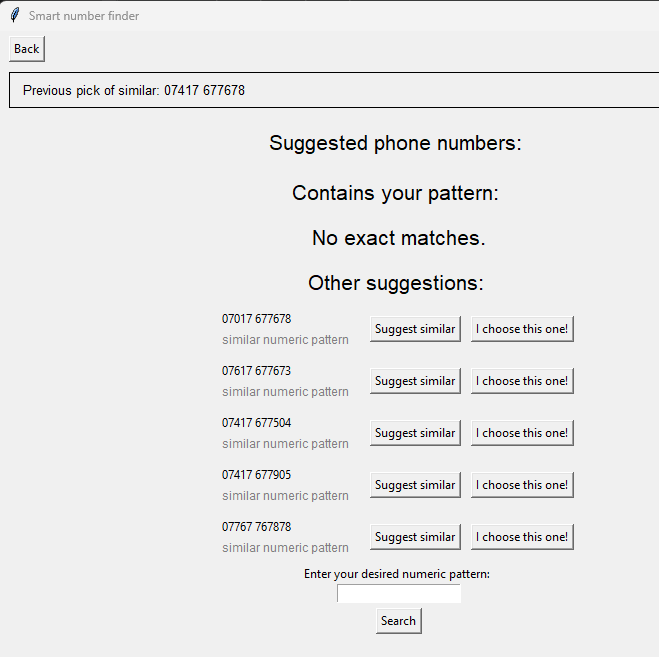 Smart number finder
Back
Previous pick of similar: 07417 677678
Suggested phone numbers:
Contains your pattern:
No exact matches.
Other suggestions:
07017 677678
similar numeric pattern
Suggest similar
I choose this one!
07617 677673
similar numeric pattern
Suggest similar
I choose this one!
07417 677504
similar numeric pattern
Suggest similar
I choose this one!
07417 677905
similar numeric pattern
Suggest similar
I choose this one!
07767 767878
similar numeric pattern
Suggest similar
I choose this one!
Enter your desired numeric pattern:
Search